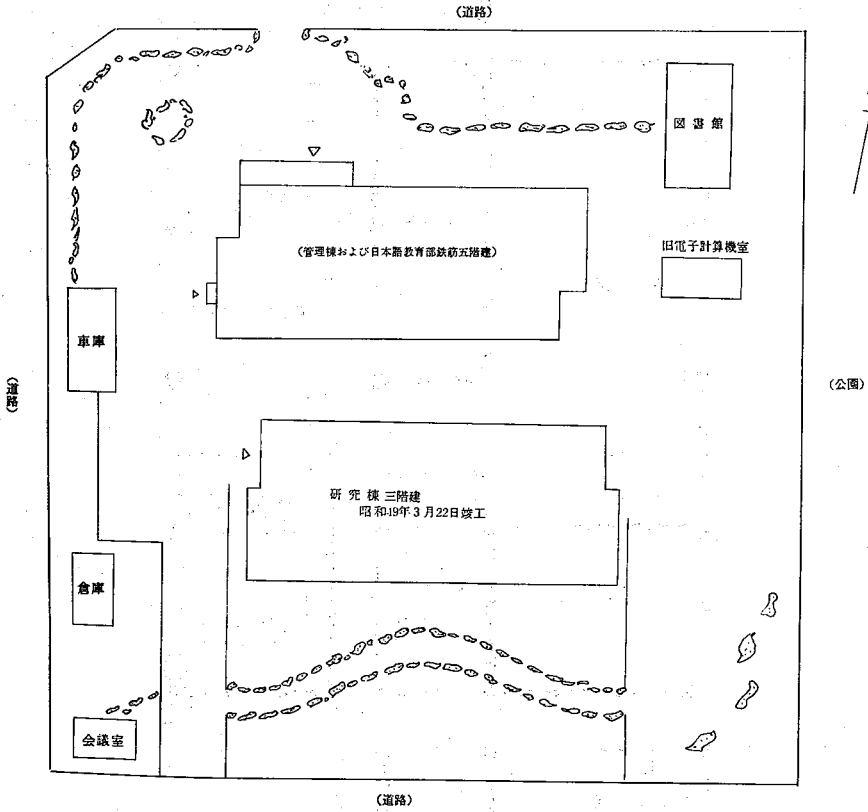 (道路)
図書館
(管理棟および日本語教育部鉄筋五階建)
旧電子計算機室
車庫
(道路)
(公園)
研究棟 三階建
昭和49年3月22日竣工
倉庫
会議室
(道路)